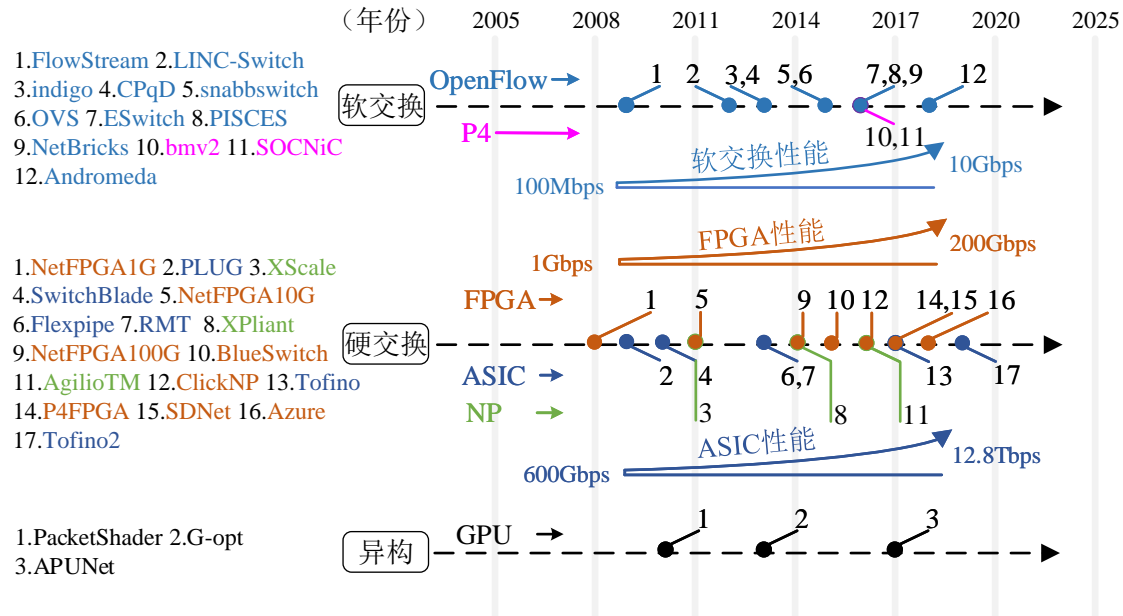 （年份） 2005 2008 2011 2014 2017 2020 2025
1.FlowStream 2.LINC-Switch
3.indigo 4.CPqD 5.snabbswitch
6.OVS 7.ESwitch 8.PISCES
9.NetBricks 10.bmv2 11.SOCNiC
12.Andromeda
软交换
OpenFlow
1 2 3,4 5,6 7,8,9 12
P4
10,11
软交换性能
100Mbps
10Gbps
FPGA性能
1Gbps
200Gbps
1.NetFPGA1G 2.PLUG 3.XScale
4.SwitchBlade 5.NetFPGA10G
6.Flexpipe 7.RMT 8.XPliant
9.NetFPGA100G 10.BlueSwitch
11.AgilioTM 12.ClickNP 13.Tofino
14.P4FPGA 15.SDNet 16.Azure
17.Tofino2
硬交换
FPGA
1 5 9 10 12 14,15 16
ASIC
2 4 6,7 13 17
NP
3 8 11
ASIC性能
600Gbps
12.8Tbps
1.PacketShader 2.G-opt
3.APUNet
异构
GPU
1 2 3